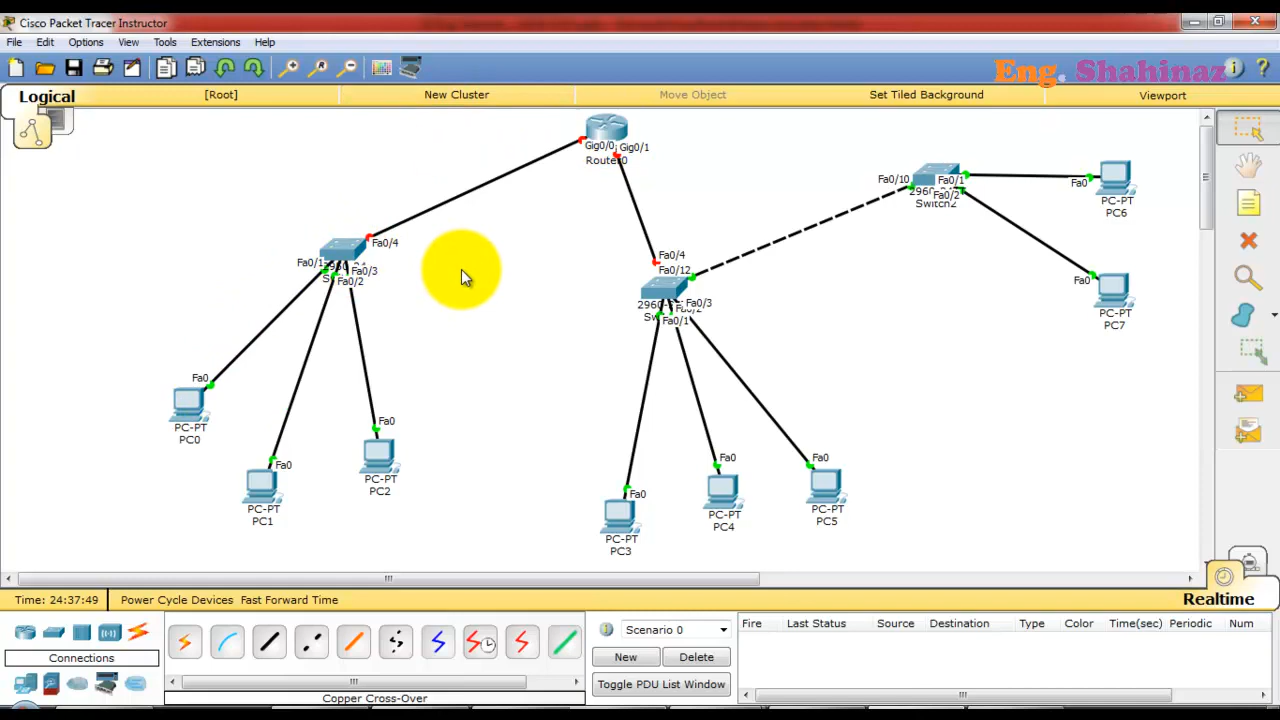 Cisco Packet Tracer Instructor
File Edit Options View Tools Extensions Help
Eng. Shahinaz
Logical
[Root]
New Cluster
Move Object
Set Tiled Background
Viewport
Gig0/0
Gig0/1
Router0
Fa0/10
Fa0/1
Fa0/2
Switch2
Fa0
PC-PT
PC6
Fa0/4
Fa0/1
Fa0/3
Fa0/2
Fa0/4
Fa0/12
2960
Fa0/3
Fa0/1
Fa0
PC-PT
PC7
Fa0
PC-PT
PC0
Fa0
PC-PT
PC1
Fa0
PC-PT
PC2
Fa0
PC-PT
PC3
Fa0
PC-PT
PC4
Fa0
PC-PT
PC5
Time: 24:37:49
Power Cycle Devices Fast Forward Time
Realtime
Connections
Copper Cross-Over
Scenario 0
New
Delete
Toggle PDU List Window
Fire Last Status Source Destination Type Color Time(sec) Periodic Num